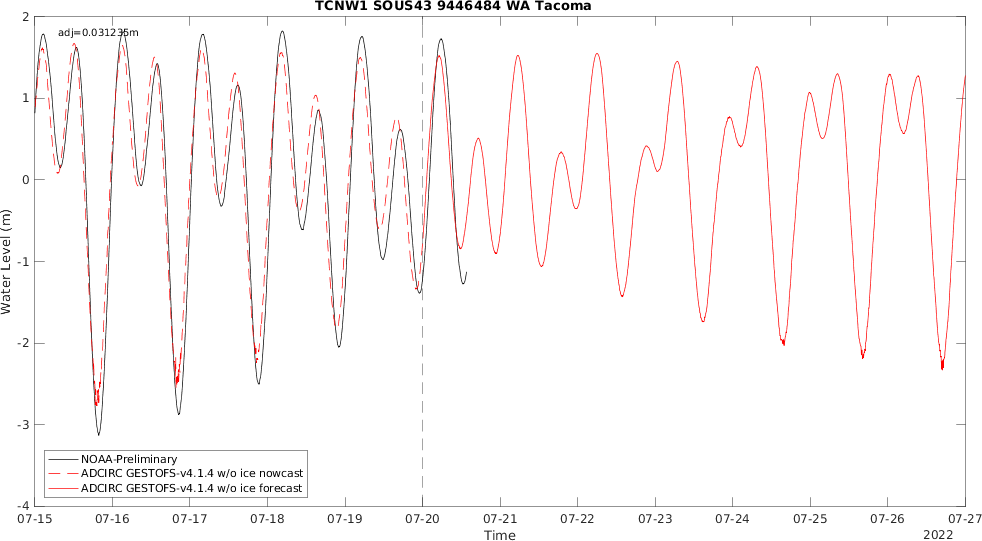 TCNW1 SOUS43 9446484 WA Tacoma
adj=0.031235m
2
1
0
-1
-2
-3
-4
Water Level (m)
NOAA-Preliminary
ADCIRC GESTOFS-v4.1.4 w/o ice nowcast
ADCIRC GESTOFS-v4.1.4 w/o ice forecast
07-15 07-16 07-17 07-18 07-19 07-20 07-21 07-22 07-23 07-24 07-25 07-26 07-27
Time
2022